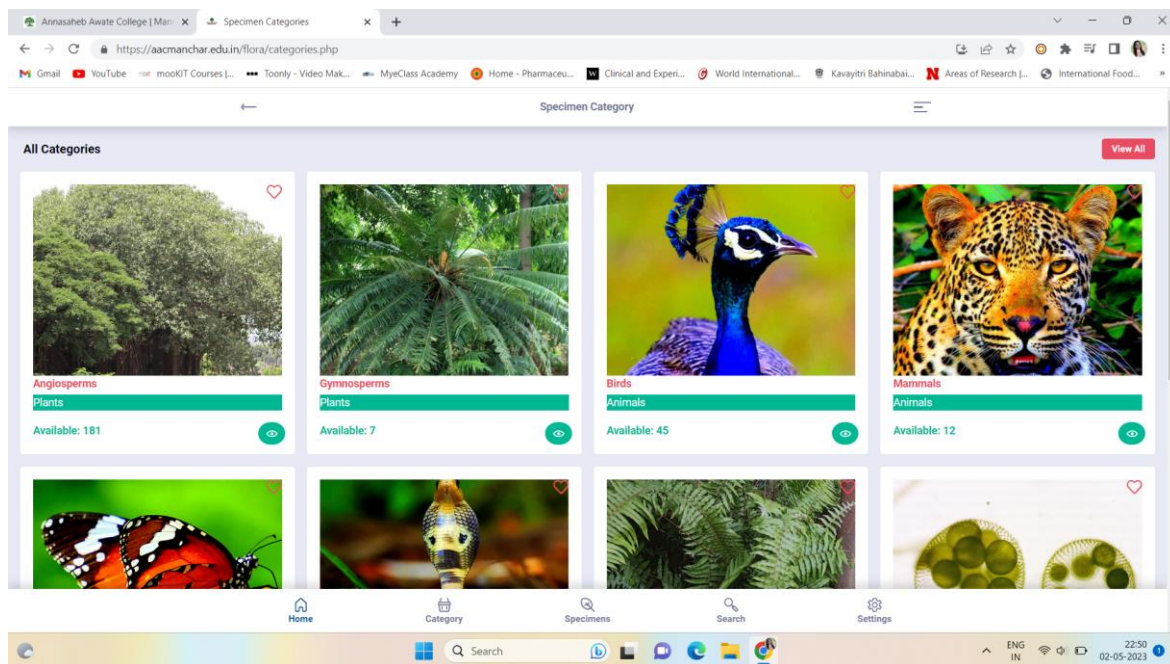 Annasaheb Awate College | Manc
Specimen Categories
https://aacmanchar.edu.in/flora/categories.php
Gmail
YouTube
mooKIT Courses |...
Toonly - Video Mak...
MyeClass Academy
Home - Pharmaceu...
Clinical and Experi...
World International...
Kavayitri Bahinabai...
Areas of Research |...
International Food...
Specimen Category
All Categories
View All
Angiosperms
Plants
Available: 181
Gymnosperms
Plants
Available: 7
Birds
Animals
Available: 45
Mammals
Animals
Available: 12
Home
Category
Specimens
Search
Settings
Search
ENG
IN
22:50
02-05-2023